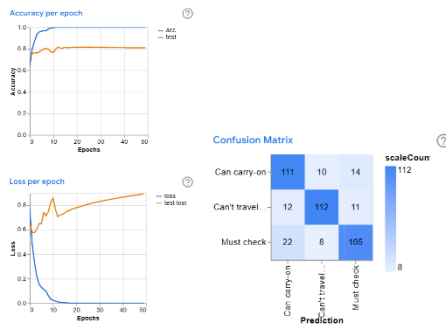 Accuracy per epoch
1.0
0.8
0.6
0.4
0.2
0.0
0 10 20 30 40 50
Accuracy
Epochs
acc
test
Loss per epoch
0.8
0.6
0.4
0.2
0.0
0 10 20 30 40 50
Loss
Epochs
loss
test loss
Confusion Matrix
Can carry-on 111 10 14
Can't travel... 12 112 11
Must check 22 8 105
Can carry-on
Can't travel...
Must check
Prediction
scaleCoun
112
8